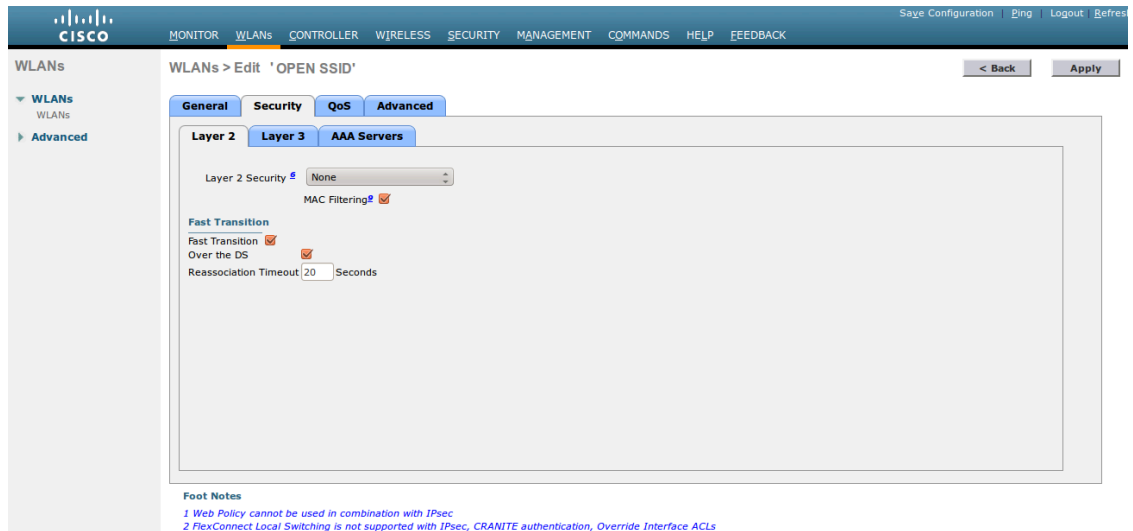 Save Configuration | Ping | Logout | Refresh
CISCO
MONITOR WLANs CONTROLLER WIRELESS SECURITY MANAGEMENT COMMANDS HELP FEEDBACK
WLANs
WLANs > Edit 'OPEN SSID'
< Back
Apply
WLANs
WLANs
Advanced
General Security QoS Advanced
Layer 2 Layer 3 AAA Servers
Layer 2 Security 6 None
MAC Filtering 9
Fast Transition
Fast Transition
Over the DS
Reassociation Timeout 20 Seconds
Foot Notes
1 Web Policy cannot be used in combination with IPsec
2 FlexConnect Local Switching is not supported with IPsec, CRANITE authentication, Override Interface ACLs